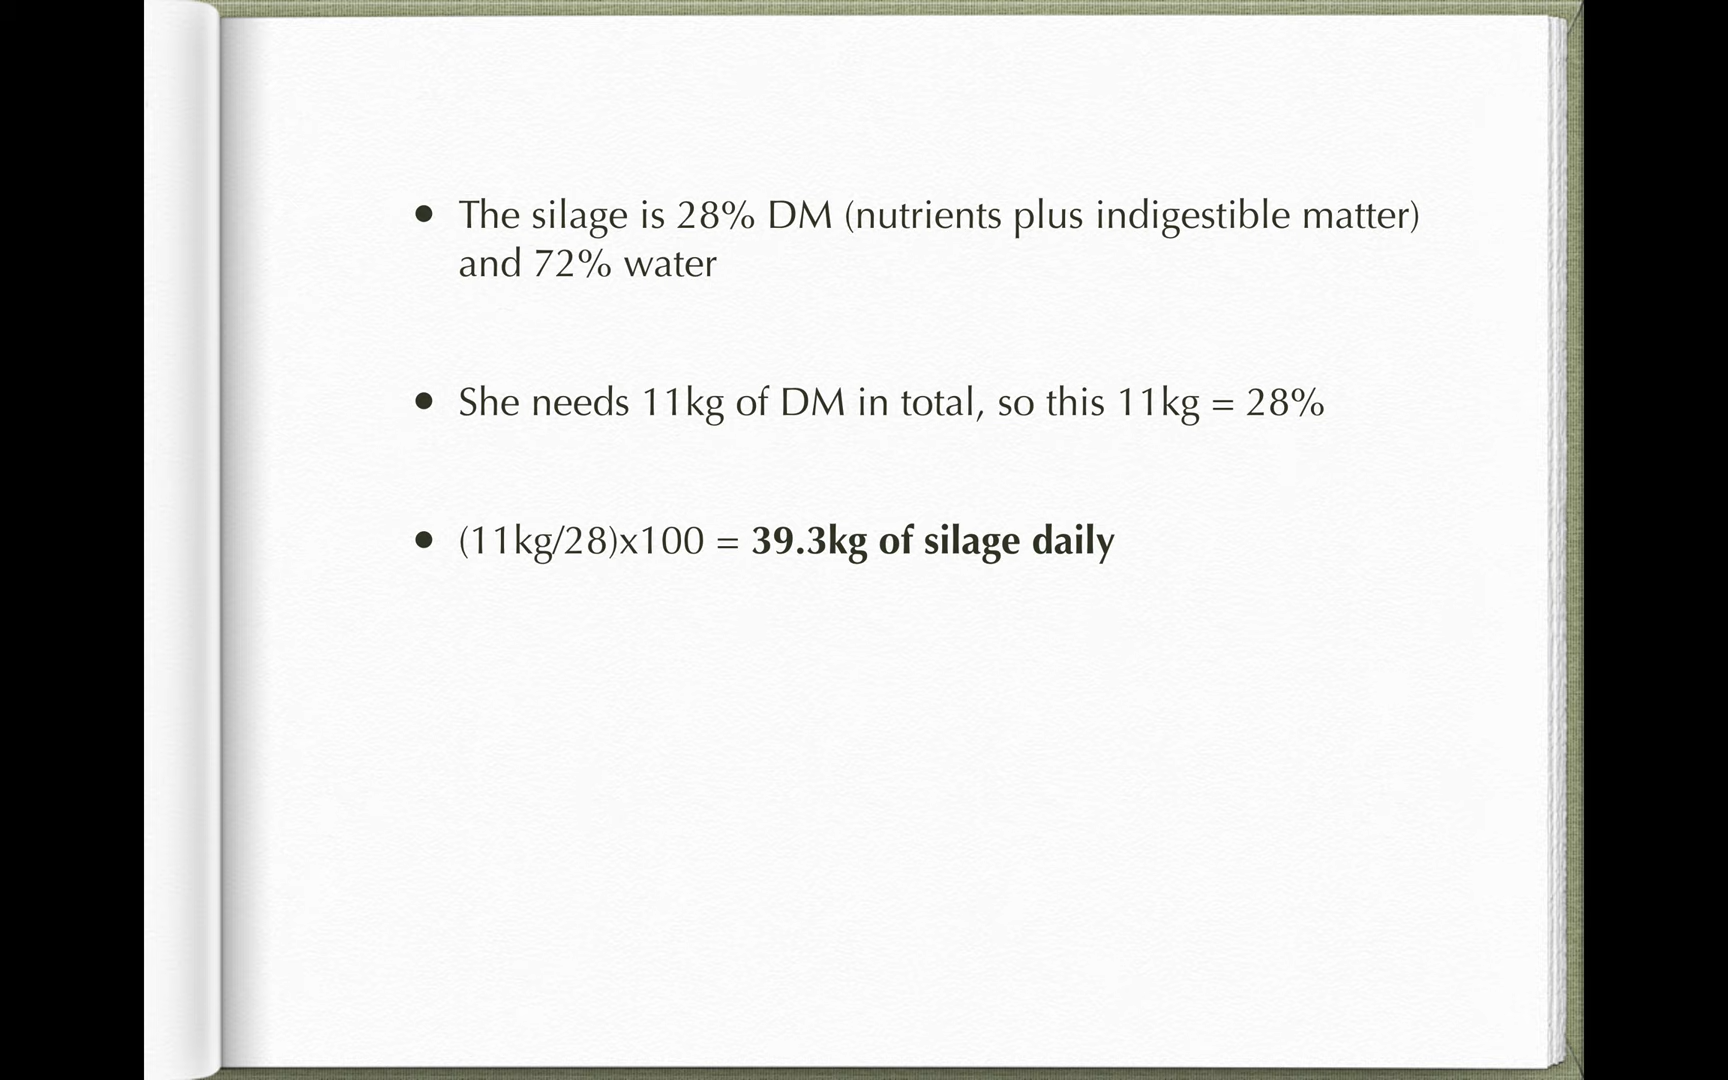 • The silage is 28% DM (nutrients plus indigestible matter)
and 72% water
• She needs 11kg of DM in total, so this 11kg = 28%
• (11kg/28)x100 = 39.3kg of silage daily